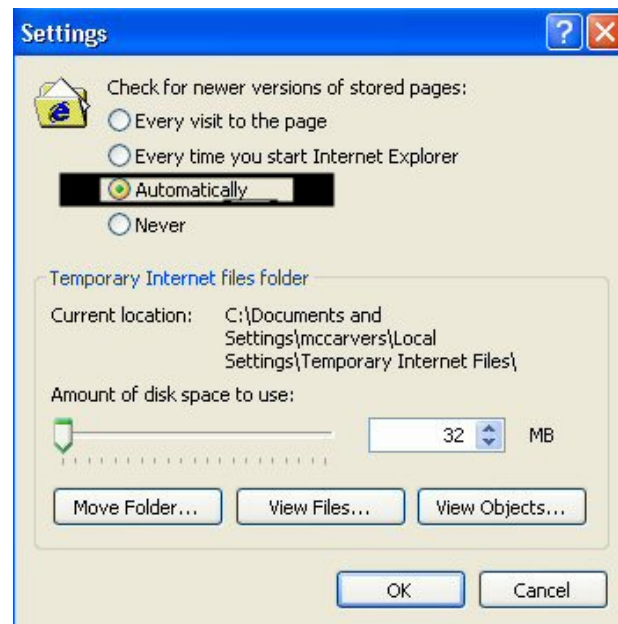 Settings
Check for newer versions of stored pages:
Every visit to the page
Every time you start Internet Explorer
Automatically
Never
Temporary Internet files folder
Current location: C:\Documents and
Settings\mccarvers\Local
Settings\Temporary Internet Files\
Amount of disk space to use:
32 MB
Move Folder... View Files... View Objects...
OK Cancel